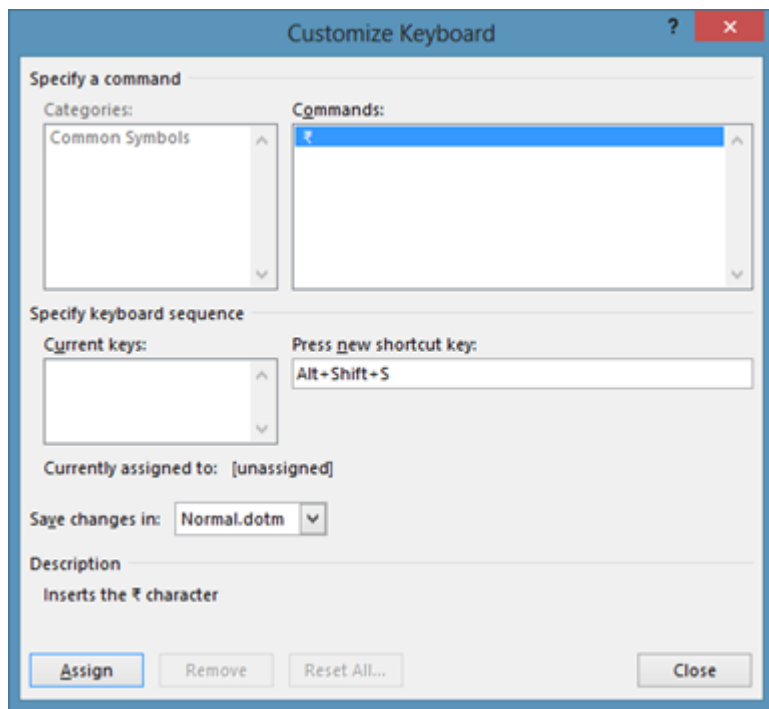 Customize Keyboard
?
Specify a command
Categories:
Commands:
Common Symbols
₹
Specify keyboard sequence
Current keys:
Press new shortcut key:
Alt+Shift+S
Currently assigned to: [unassigned]
Save changes in: Normal.dotm
Description
Inserts the ₹ character
Assign Remove Reset All... Close